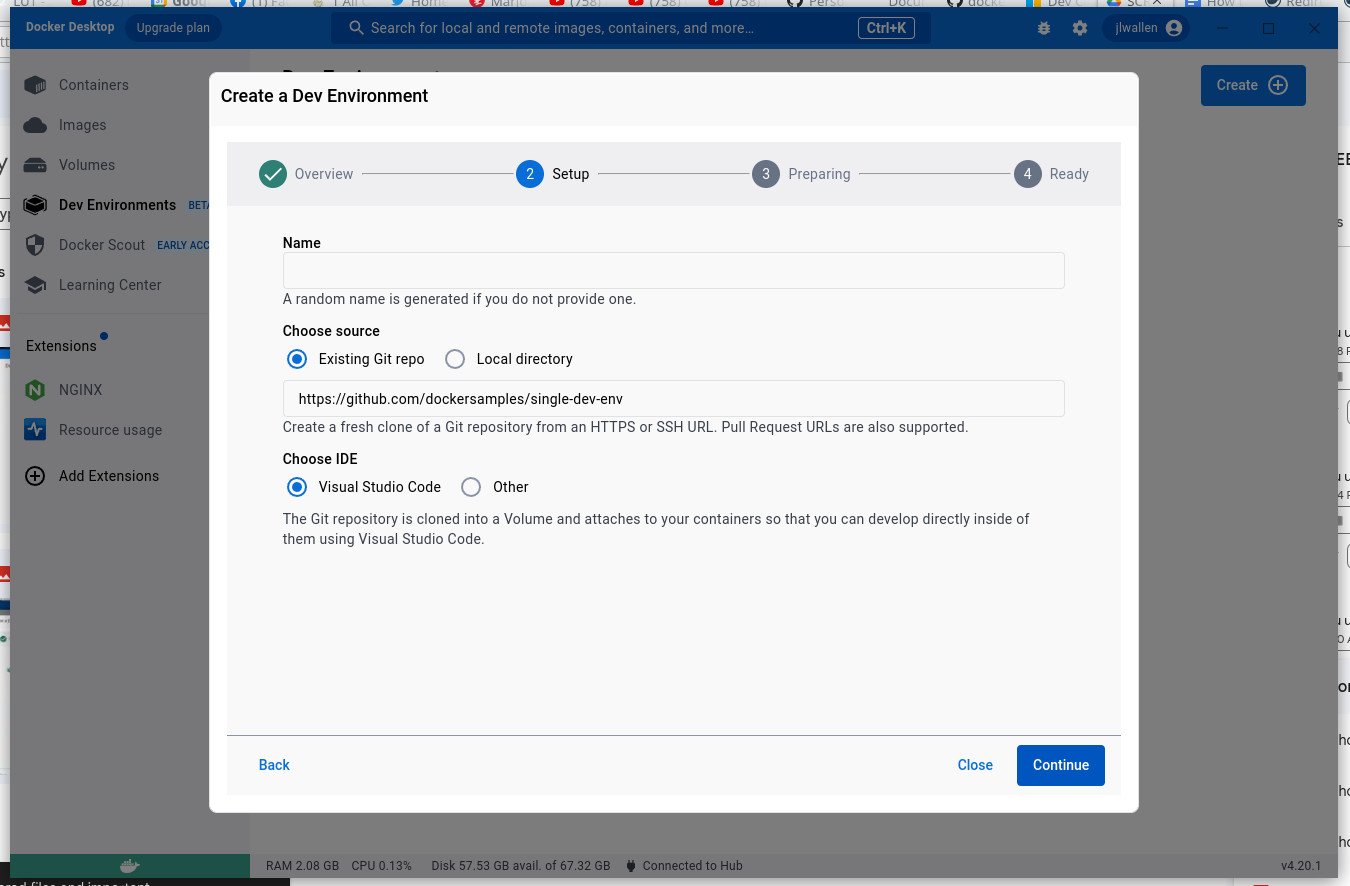 Docker Desktop
Upgrade plan
Search for local and remote images, containers, and more...
Ctrl+K
jlwallen
Containers
Images
Volumes
Dev Environments
Docker Scout
Learning Center
Extensions
NGINX
Resource usage
Add Extensions
Create
Create a Dev Environment
Overview
2 Setup
3 Preparing
4 Ready
Name
A random name is generated if you do not provide one.
Choose source
Existing Git repo
Local directory
https://github.com/dockersamples/single-dev-env
Create a fresh clone of a Git repository from an HTTPS or SSH URL. Pull Request URLs are also supported.
Choose IDE
Visual Studio Code
Other
The Git repository is cloned into a Volume and attaches to your containers so that you can develop directly inside of
them using Visual Studio Code.
Back
Close
Continue
RAM 2.08 GB CPU 0.13% Disk 57.53 GB avail. of 67.32 GB Connected to Hub
v4.20.1